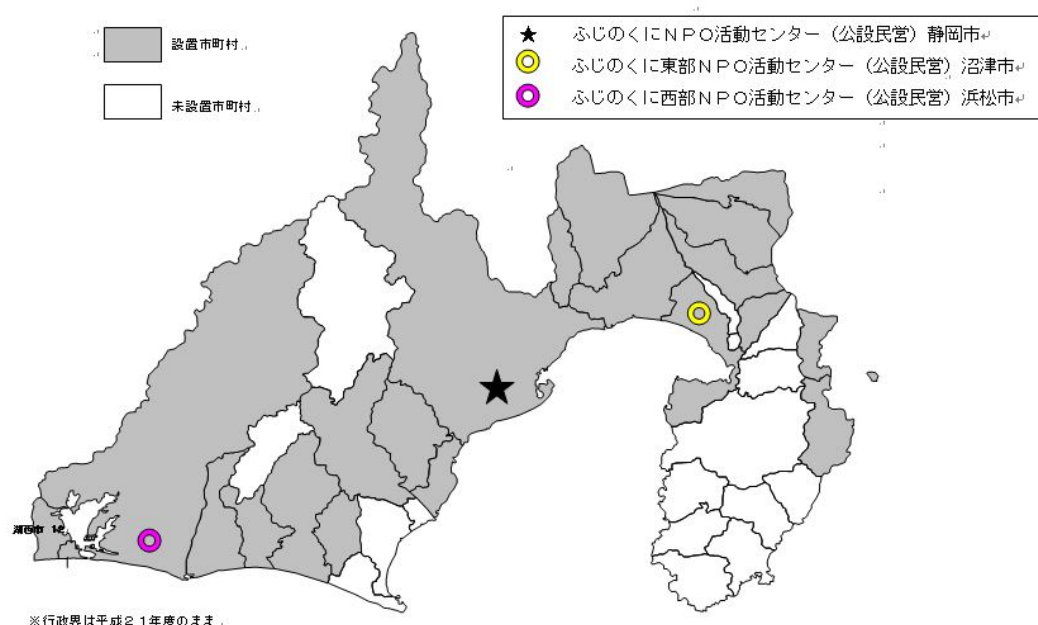 設置市町村
未設置市町村
★ ふじのくにNPO活動センター（公設民営）静岡市
ふじのくに東部NPO活動センター（公設民営）沼津市
ふじのくに西部NPO活動センター（公設民営）浜松市
湖西市 12
※行政界は平成21年度のまま